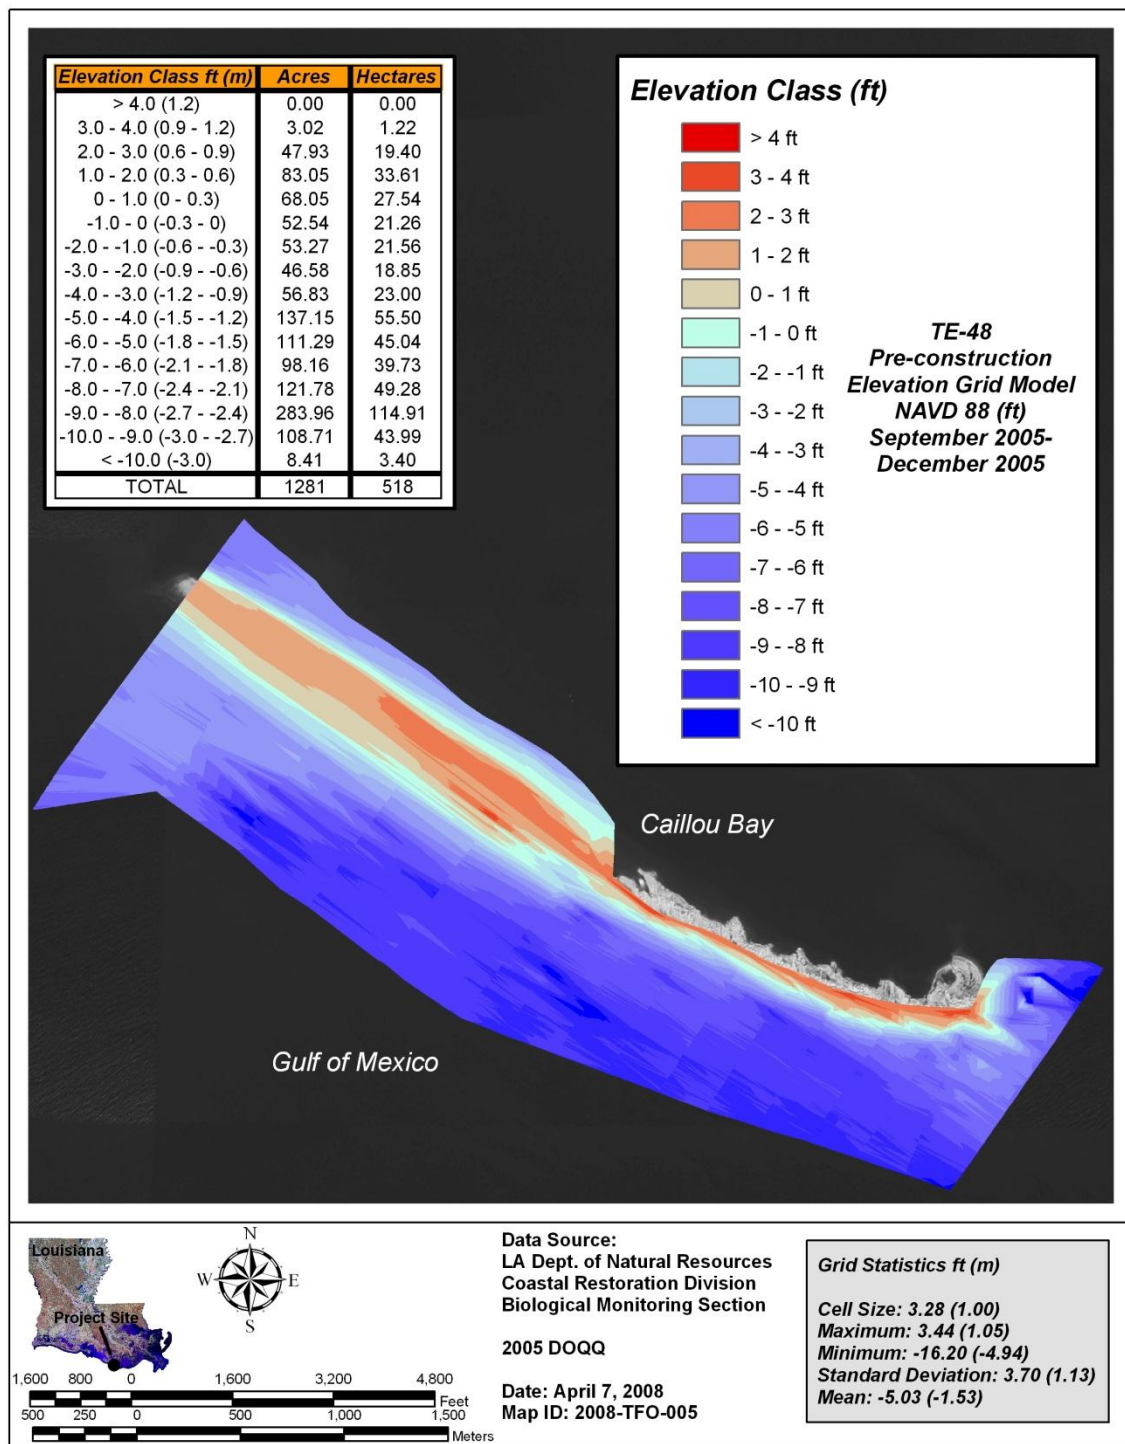 Elevation Class ft (m) Acres Hectares
> 4.0 (1.2) 0.00 0.00
3.0 - 4.0 (0.9 - 1.2) 3.02 1.22
2.0 - 3.0 (0.6 - 0.9) 47.93 19.40
1.0 - 2.0 (0.3 - 0.6) 83.05 33.61
0 - 1.0 (0 - 0.3) 68.05 27.54
-1.0 - 0 (-0.3 - 0) 52.54 21.26
-2.0 - -1.0 (-0.6 - -0.3) 53.27 21.56
-3.0 - -2.0 (-0.9 - -0.6) 46.58 18.85
-4.0 - -3.0 (-1.2 - -0.9) 56.83 23.00
-5.0 - -4.0 (-1.5 - -1.2) 137.15 55.50
-6.0 - -5.0 (-1.8 - -1.5) 111.29 45.04
-7.0 - -6.0 (-2.1 - -1.8) 98.16 39.73
-8.0 - -7.0 (-2.4 - -2.1) 121.78 49.28
-9.0 - -8.0 (-2.7 - -2.4) 283.96 114.91
-10.0 - -9.0 (-3.0 - -2.7) 108.71 43.99
< -10.0 (-3.0) 8.41 3.40
TOTAL 1281 518
Elevation Class (ft)
> 4 ft
3 - 4 ft
2 - 3 ft
1 - 2 ft
0 - 1 ft
-1 - 0 ft
-2 - -1 ft
-3 - -2 ft
-4 - -3 ft
-5 - -4 ft
-6 - -5 ft
-7 - -6 ft
-8 - -7 ft
-9 - -8 ft
-10 - -9 ft
< -10 ft
TE-48
Pre-construction
Elevation Grid Model
NAVD 88 (ft)
September 2005-
December 2005
Caillou Bay
Gulf of Mexico
Louisiana
Project Site
N
W E
S
1,600 800 0 1,600 3,200 4,800
Feet
500 250 0 500 1,000 1,500
Meters
Data Source:
LA Dept. of Natural Resources
Coastal Restoration Division
Biological Monitoring Section
2005 DOQQ
Date: April 7, 2008
Map ID: 2008-TFO-005
Grid Statistics ft (m)
Cell Size: 3.28 (1.00)
Maximum: 3.44 (1.05)
Minimum: -16.20 (-4.94)
Standard Deviation: 3.70 (1.13)
Mean: -5.03 (-1.53)